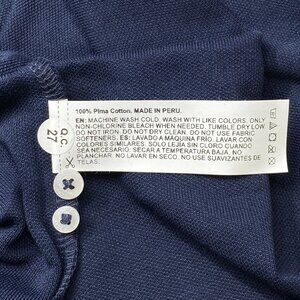 100% Pima Cotton. MADE IN PERU.
EN: MACHINE WASH COLD. WASH WITH LIKE COLORS. ONLY
NON-CHLORINE BLEACH WHEN NEEDED. TUMBLE DRY LOW.
DO NOT IRON. DO NOT DRY CLEAN. DO NOT USE FABRIC
SOFTENERS. ES: LAVADO A MÁQUINA FRÍO. LAVAR CON
COLORES SIMILARES. SOLO LEJÍA SIN CLORO CUANDO
SEA NECESARIO. SECAR A TEMPERATURA BAJA. NO
PLANCHAR. NO LAVAR EN SECO. NO USE SUAVIZANTES DE
TELAS.
Q.C.
27